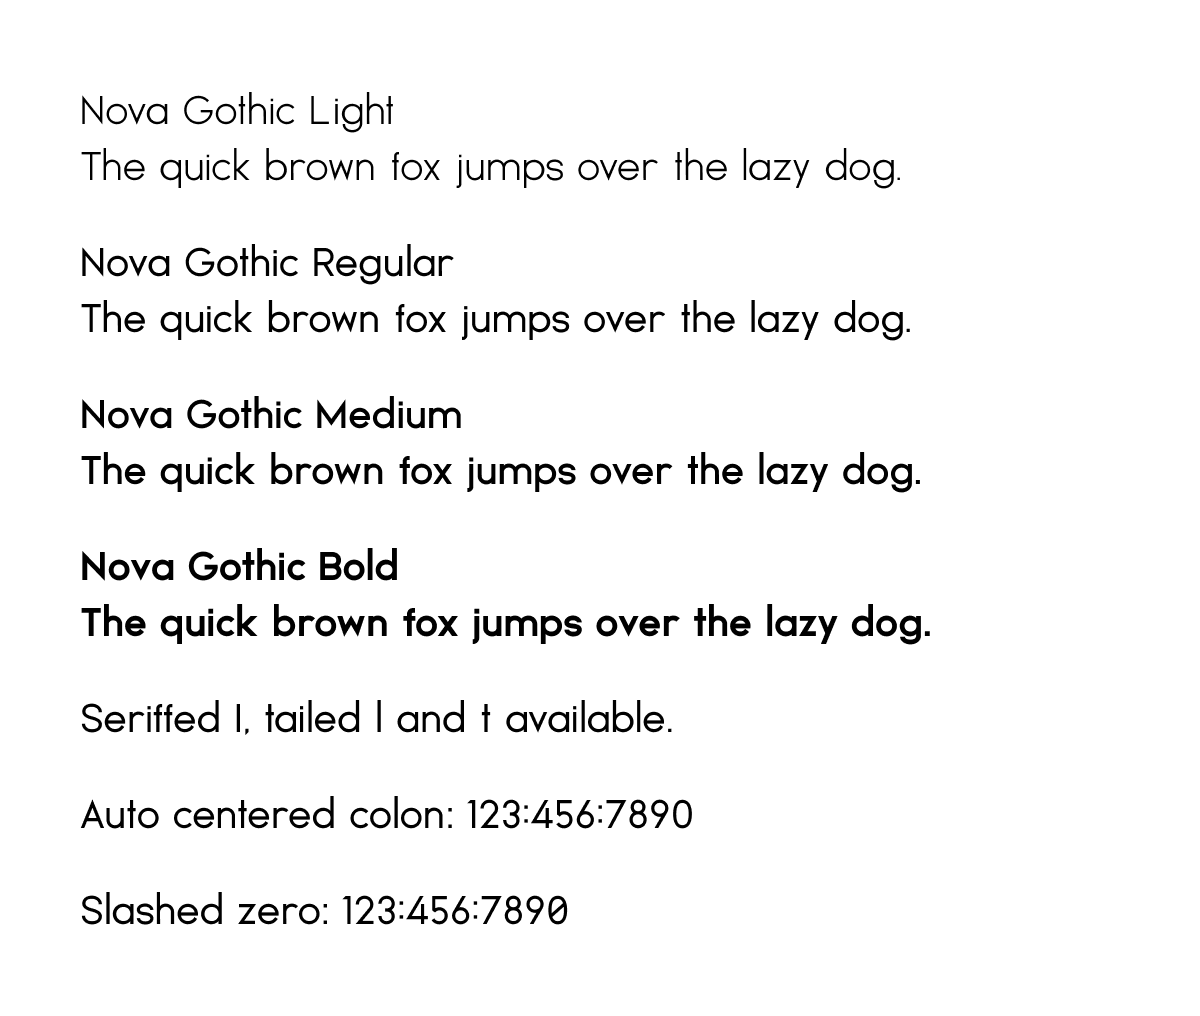 Nova Gothic Light
The quick brown fox jumps over the lazy dog.
Nova Gothic Regular
The quick brown fox jumps over the lazy dog.
Nova Gothic Medium
The quick brown fox jumps over the lazy dog.
Nova Gothic Bold
The quick brown fox jumps over the lazy dog.
Seriffed I, tailed l and t available.
Auto centered colon: 123:456:7890
Slashed zero: 123:456:7890